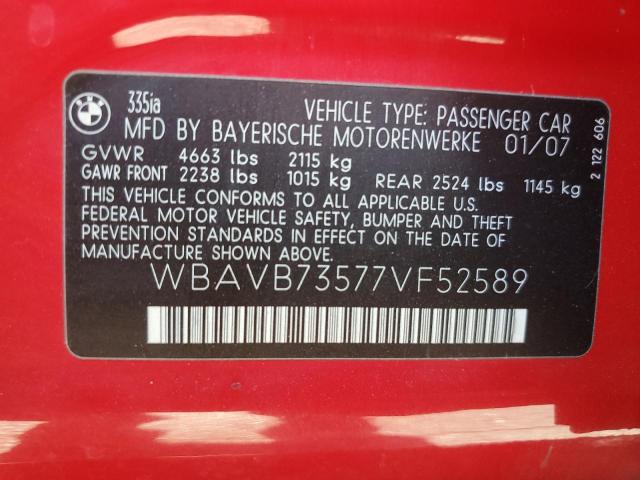 BMW
335ia
VEHICLE TYPE: PASSENGER CAR
MFD BY BAYERISCHE MOTORENWERKE 01/07
GVWR 4663 lbs 2115 kg
GAWR FRONT 2238 lbs 1015 kg REAR 2524 lbs 1145 kg
THIS VEHICLE CONFORMS TO ALL APPLICABLE U.S.
FEDERAL MOTOR VEHICLE SAFETY, BUMPER AND THEFT
PREVENTION STANDARDS IN EFFECT ON THE DATE OF
MANUFACTURE SHOWN ABOVE.
WBAVB73577VF52589
2 122 606